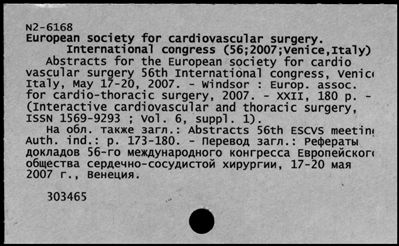 N2-6168
European society for cardiovascular surgery.
International congress (56;2007;Venice,Italy)
Abstracts for the European society for cardio
vascular surgery 56th International congress, Venice
Italy, May 17-20, 2007. - Windsor : Europ. assoc.
for cardio-thoracic surgery, 2007. - XXII, 180 p. -
(Interactive cardiovascular and thoracic surgery,
ISSN 1569-9293 ; Vol. 6, suppl. 1).
На обл. также загл.: Abstracts 56th ESCVS meeting
Auth. ind.: p. 173-180. - Перевод загл.: Рефераты
докладов 56-го международного конгресса Европейског
общества сердечно-сосудистой хирургии, 17-20 мая
2007 г., Венеция.
303465